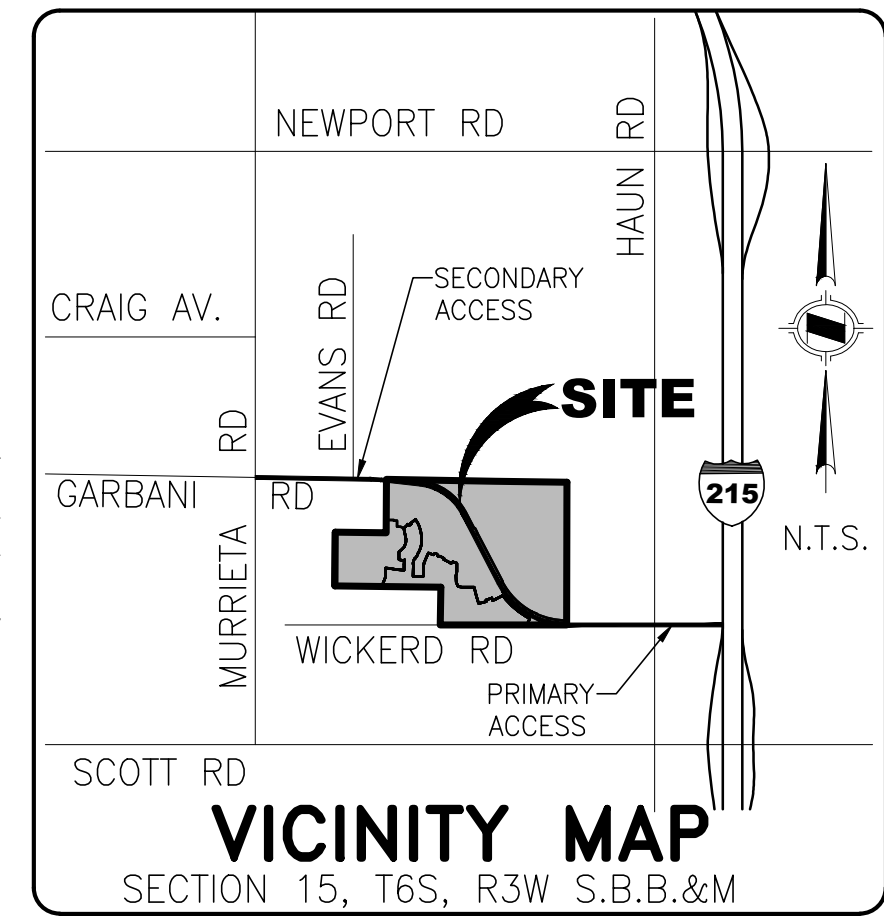 NEWPORT RD
HAUN RD
SECONDARY
ACCESS
CRAIG AV.
EVANS RD
SITE
MURRIETA RD
GARBANI RD
215
N.T.S.
WICKERD RD
PRIMARY
ACCESS
SCOTT RD
VICINITY MAP
SECTION 15, T6S, R3W S.B.B.&M